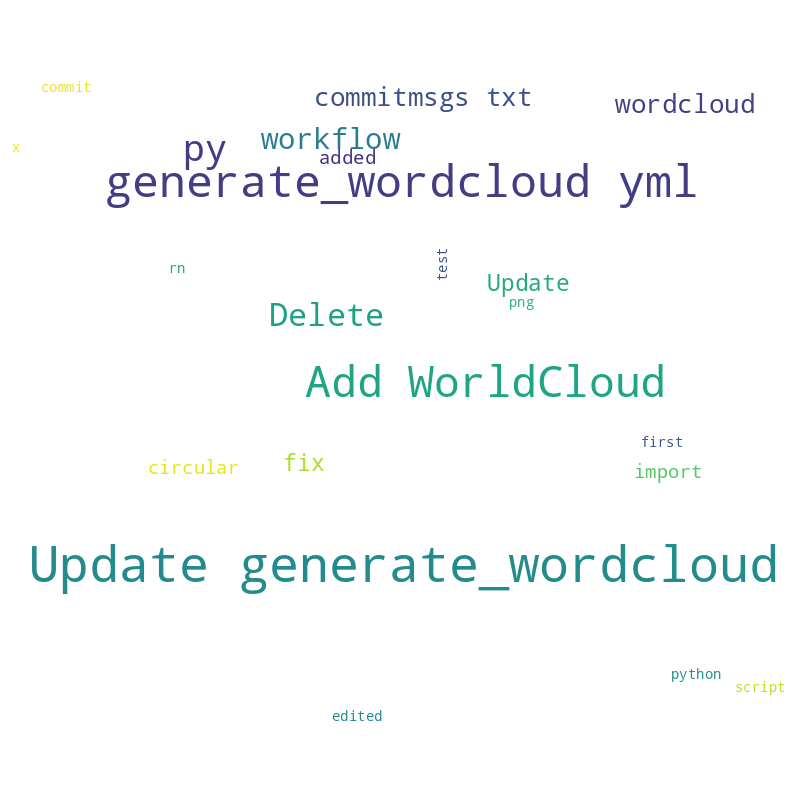 commit
commitmsgs txt
wordcloud
workflow
x
py
added
generate_wordcloud yml
test
rn
Update
png
Delete
Add WorldCloud
first
circular
fix
import
Update generate_wordcloud
python
script
edited